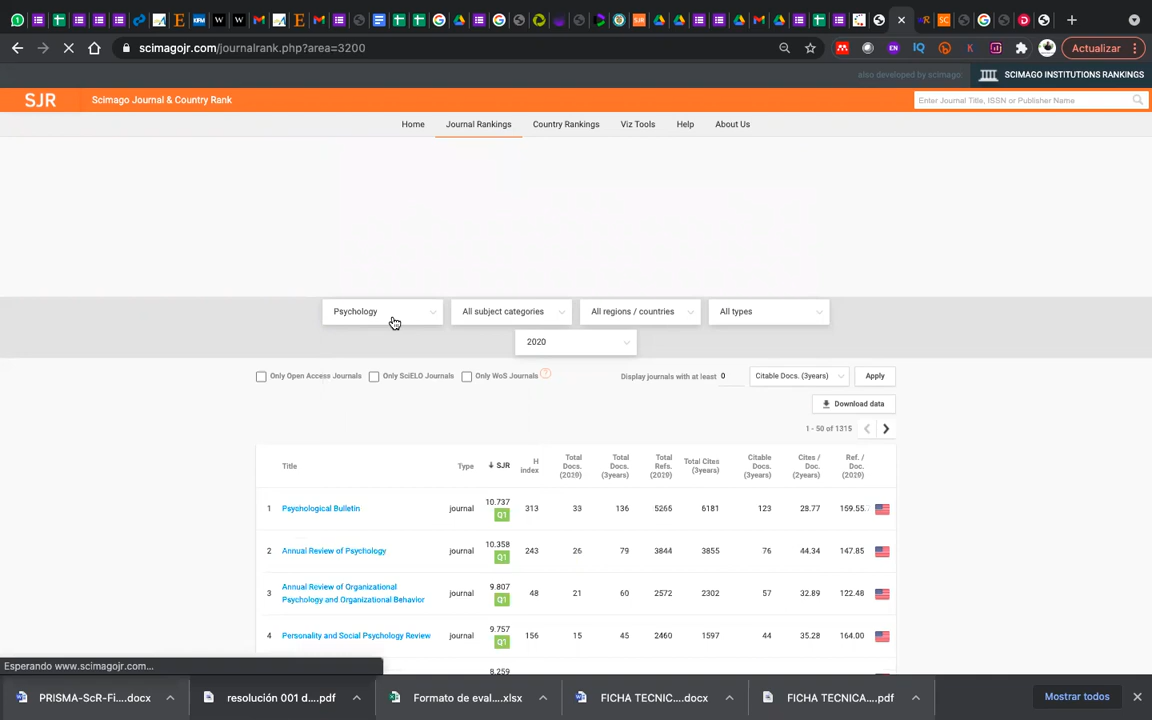 scimagojr.com/journalrank.php?area=3200
Actualizar
also developed by scimago:
SCIMAGO INSTITUTIONS RANKINGS
SJR
Scimago Journal & Country Rank
Enter Journal Title, ISSN or Publisher Name
Home
Journal Rankings
Country Rankings
Viz Tools
Help
About Us
Psychology
All subject categories
All regions / countries
All types
2020
Only Open Access Journals
Only SciELO Journals
Only WoS Journals
Display journals with at least 0
Citable Docs. (3years)
Apply
Download data
1 - 50 of 1315
Title
Type
SJR
H index
Total Docs. (2020)
Total Docs. (3years)
Total Refs. (2020)
Total Cites (3years)
Citable Docs. (3years)
Cites / Doc. (2years)
Ref. / Doc. (2020)
1 Psychological Bulletin journal 10.737 Q1 313 33 136 5265 6181 123 28.77 159.55
2 Annual Review of Psychology journal 10.358 Q1 243 26 79 3844 3855 76 44.34 147.85
3 Annual Review of Organizational Psychology and Organizational Behavior journal 9.807 Q1 48 21 60 2572 2302 57 32.89 122.48
4 Personality and Social Psychology Review journal 9.757 Q1 156 15 45 2460 1597 44 35.28 164.00
8.259
Esperando www.scimagojr.com...
PRISMA-ScR-Fi....docx
resolución 001 d....pdf
Formato de eval....xlsx
FICHA TECNIC....docx
FICHA TECNICA....pdf
Mostrar todos